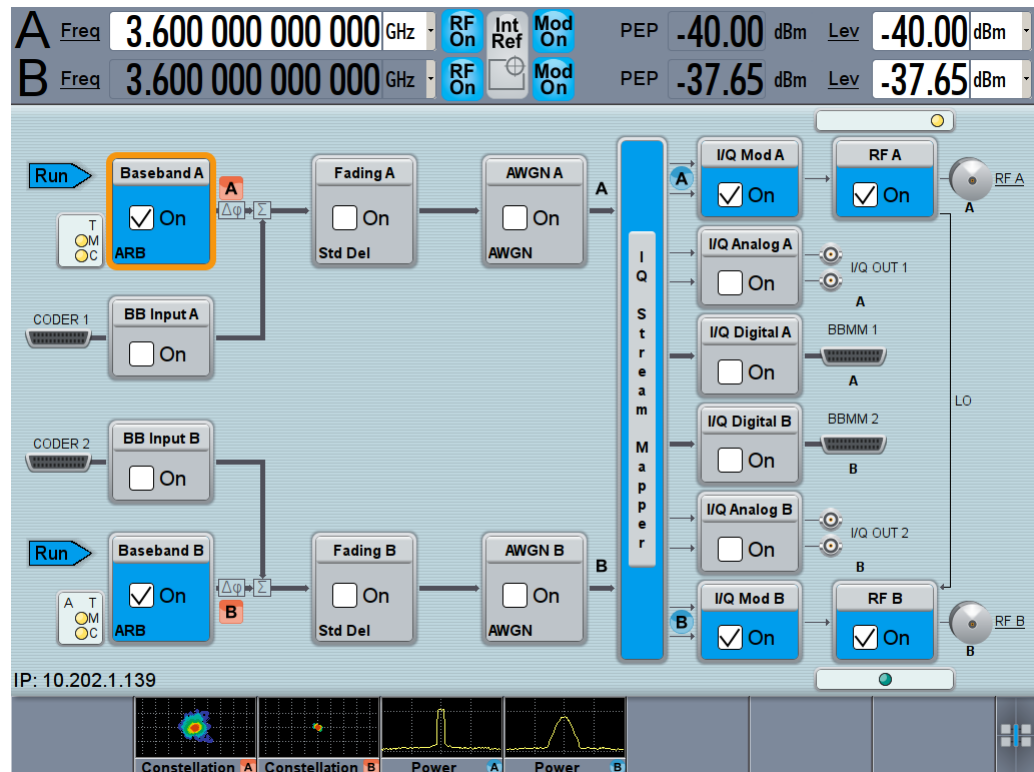 A Freq 3.600 000 000 000 GHz RF On Int Ref Mod On PEP -40.00 dBm Lev -40.00 dBm
B Freq 3.600 000 000 000 GHz RF On Mod On PEP -37.65 dBm Lev -37.65 dBm
Run
Baseband A
On
ARB
T
M
C
A
Δφ Σ
Fading A
On
Std Del
AWGN A
On
AWGN
A
CODER 1
BB Input A
On
CODER 2
BB Input B
On
Run
Baseband B
On
ARB
A T
M
C
Δφ Σ
B
Fading B
On
Std Del
AWGN B
On
AWGN
B
IQ Stream Mapper
A
I/Q Mod A
On
RF A
On
RF A
A
I/Q Analog A
On
I/Q OUT 1
A
I/Q Digital A
On
BBMM 1
A
LO
I/Q Digital B
On
BBMM 2
B
I/Q Analog B
On
I/Q OUT 2
B
B
I/Q Mod B
On
RF B
On
RF B
B
IP: 10.202.1.139
Constellation A Constellation B Power A Power B